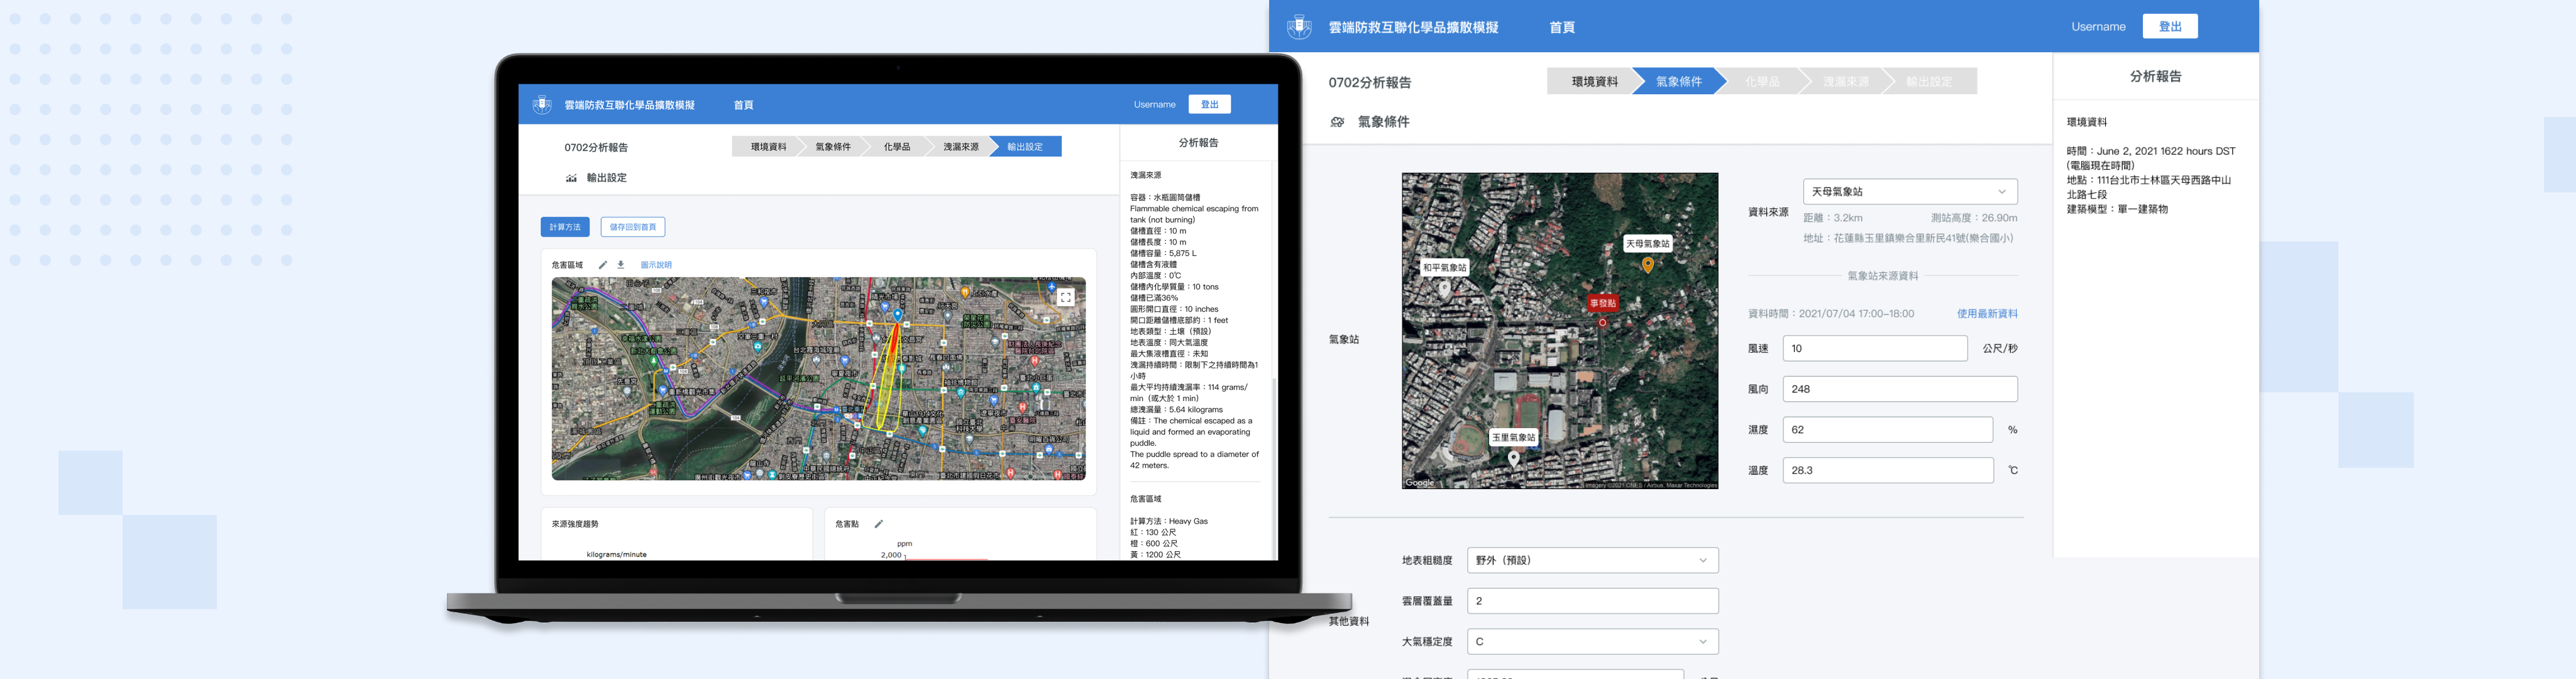 雲端防救互聯化學品擴散模擬
首頁
Username
登出
0702分析報告
環境資料
氣象條件
化學品
洩漏來源
輸出設定
輸出設定
計算方法
儲存回到首頁
危害區域
圖示說明
來源強度趨勢
kilograms/minute
危害點
ppm
2,000
分析報告
洩漏來源
容器：水瓶圓筒儲槽
Flammable chemical escaping from
tank (not burning)
儲槽直徑：10 m
儲槽長度：10 m
儲槽容量：5,875 L
儲槽含有液體
內部溫度：0℃
儲槽內化學質量：10 tons
儲槽已滿36%
圓形開口直徑：10 inches
開口距離儲槽底部約：1 feet
地表類型：土壤（預設）
地表溫度：同大氣溫度
最大集液槽直徑：未知
洩漏持續時間：限制下之持續時間為1
小時
最大平均持續洩漏率：114 grams/
min（或大於 1 min）
總洩漏量：5.64 kilograms
備註：The chemical escaped as a
liquid and formed an evaporating
puddle.
The puddle spread to a diameter of
42 meters.
危害區域
計算方法：Heavy Gas
紅：130 公尺
橙：600 公尺
黃：1200 公尺
雲端防救互聯化學品擴散模擬
首頁
Username
登出
0702分析報告
環境資料
氣象條件
化學品
洩漏來源
輸出設定
氣象條件
氣象站
天母氣象站
和平氣象站
事發點
玉里氣象站
Google
Imagery ©2021 CNES / Airbus, Maxar Technologies
資料來源
天母氣象站
距離：3.2km
測站高度：26.90m
地址：花蓮縣玉里鎮樂合里新民41號(樂合國小)
氣象站來源資料
資料時間：2021/07/04 17:00-18:00
使用最新資料
風速
10
公尺/秒
風向
248
濕度
62
%
溫度
28.3
℃
其他資料
地表粗糙度
野外（預設）
雲層覆蓋量
2
大氣穩定度
C
分析報告
環境資料
時間：June 2, 2021 1622 hours DST
(電腦現在時間)
地點：111台北市士林區天母西路中山
北路七段
建築模型：單一建築物